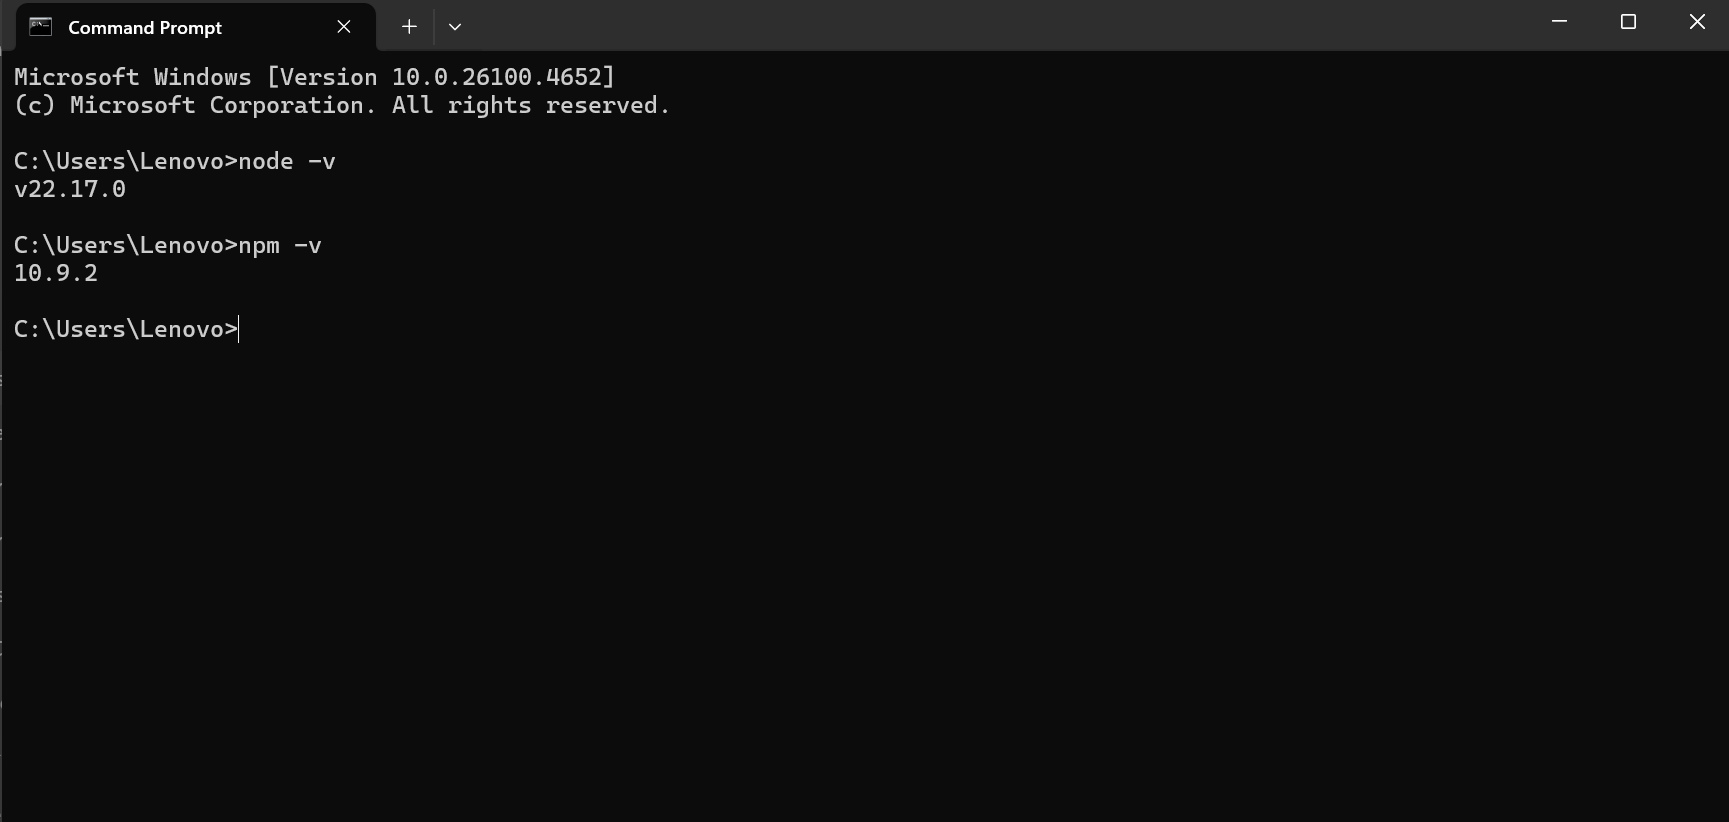 Command Prompt
Microsoft Windows [Version 10.0.26100.4652]
(c) Microsoft Corporation. All rights reserved.
C:\Users\Lenovo>node -v
v22.17.0
C:\Users\Lenovo>npm -v
10.9.2
C:\Users\Lenovo>